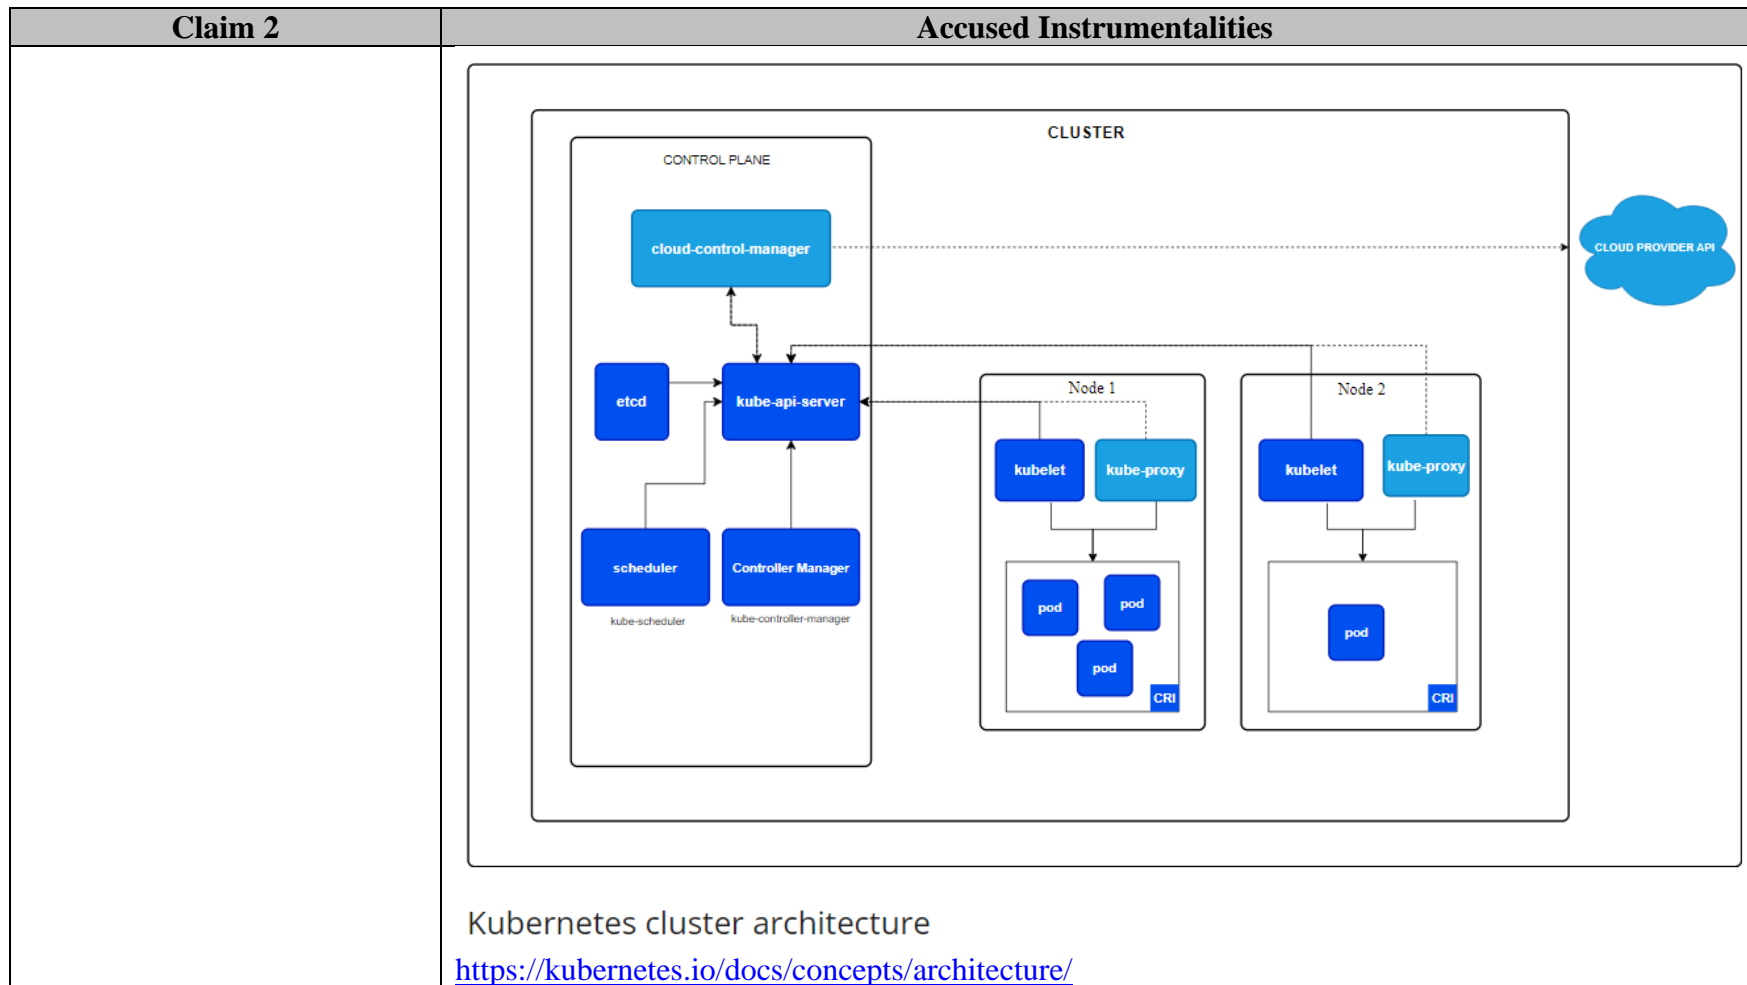 Claim 2
Accused Instrumentalities
CLUSTER
CONTROL PLANE
cloud-control-manager
CLOUD PROVIDER API
etcd
kube-api-server
Node 1
Node 2
kubelet
kube-proxy
kubelet
kube-proxy
scheduler
Controller Manager
kube-scheduler
kube-controller-manager
pod
pod
pod
CRI
pod
CRI
Kubernetes cluster architecture
https://kubernetes.io/docs/concepts/architecture/